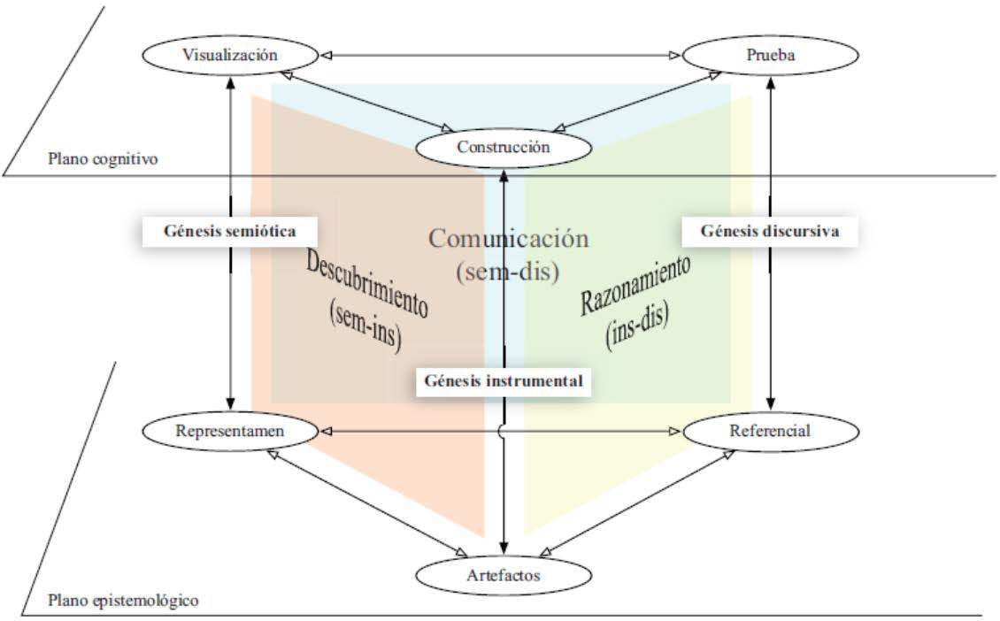 Visualización
Prueba
Construcción
Plano cognitivo
Génesis semiótica
Comunicación
(sem-dis)
Génesis discursiva
Descubrimiento
(sem-ins)
Razonamiento
(ins-dis)
Génesis instrumental
Representamen
Referencial
Artefactos
Plano epistemológico